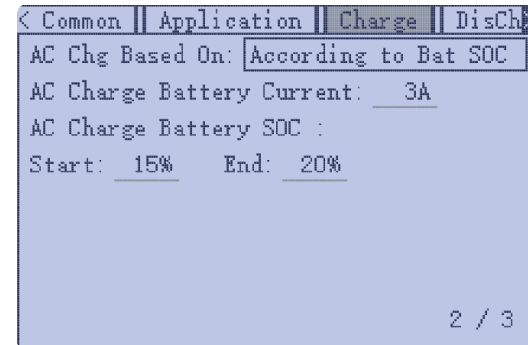 < Common || Application || Charge || DisCh
AC Chg Based On: According to Bat SOC
AC Charge Battery Current: 3A
AC Charge Battery SOC :
Start: 15% End: 20%
2 / 3